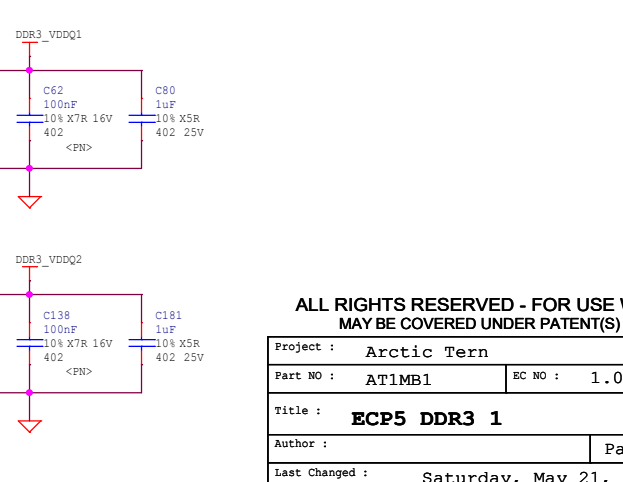 DDR3_VDDQ1
C62
100nF
10% X7R 16V
402
<PN>
C80
1uF
10% X5R
402 25V
DDR3_VDDQ2
C138
100nF
10% X7R 16V
402
<PN>
C181
1uF
10% X5R
402 25V
ALL RIGHTS RESERVED - FOR USE
MAY BE COVERED UNDER PATENT(S)
Project : Arctic Tern
Part NO : AT1MB1 EC NO : 1.0
Title : ECP5 DDR3 1
Author : Pa
Last Changed : Saturday, May 21,